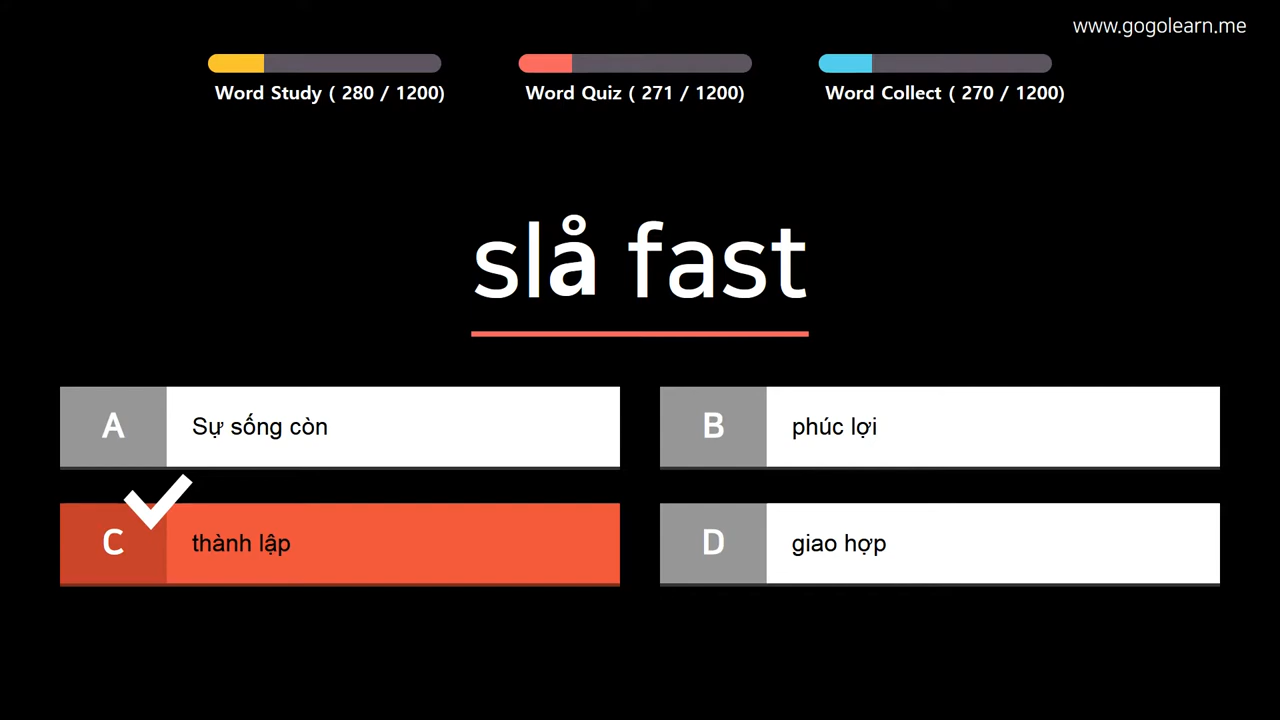 www.gogolearn.me
Word Study ( 280 / 1200)
Word Quiz ( 271 / 1200)
Word Collect ( 270 / 1200)
slå fast
A
Sự sống còn
B
phúc lợi
C
thành lập
D
giao hợp